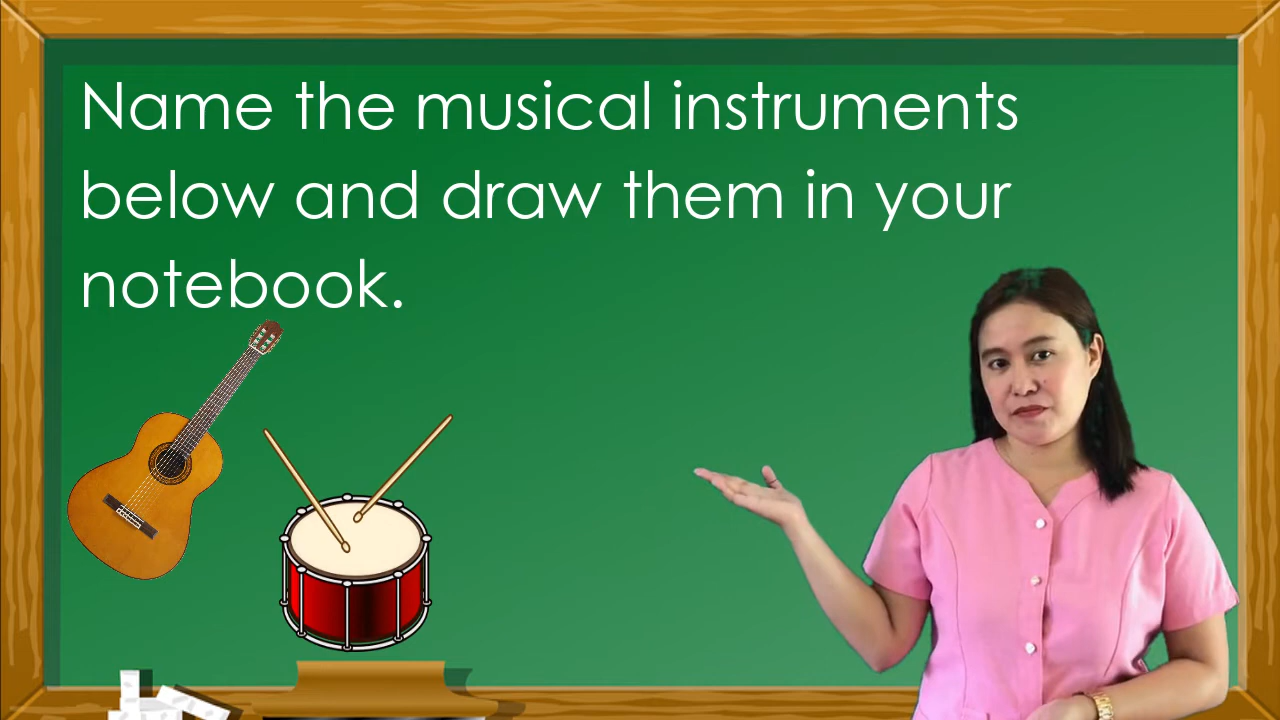 Name the musical instruments
below and draw them in your
notebook.